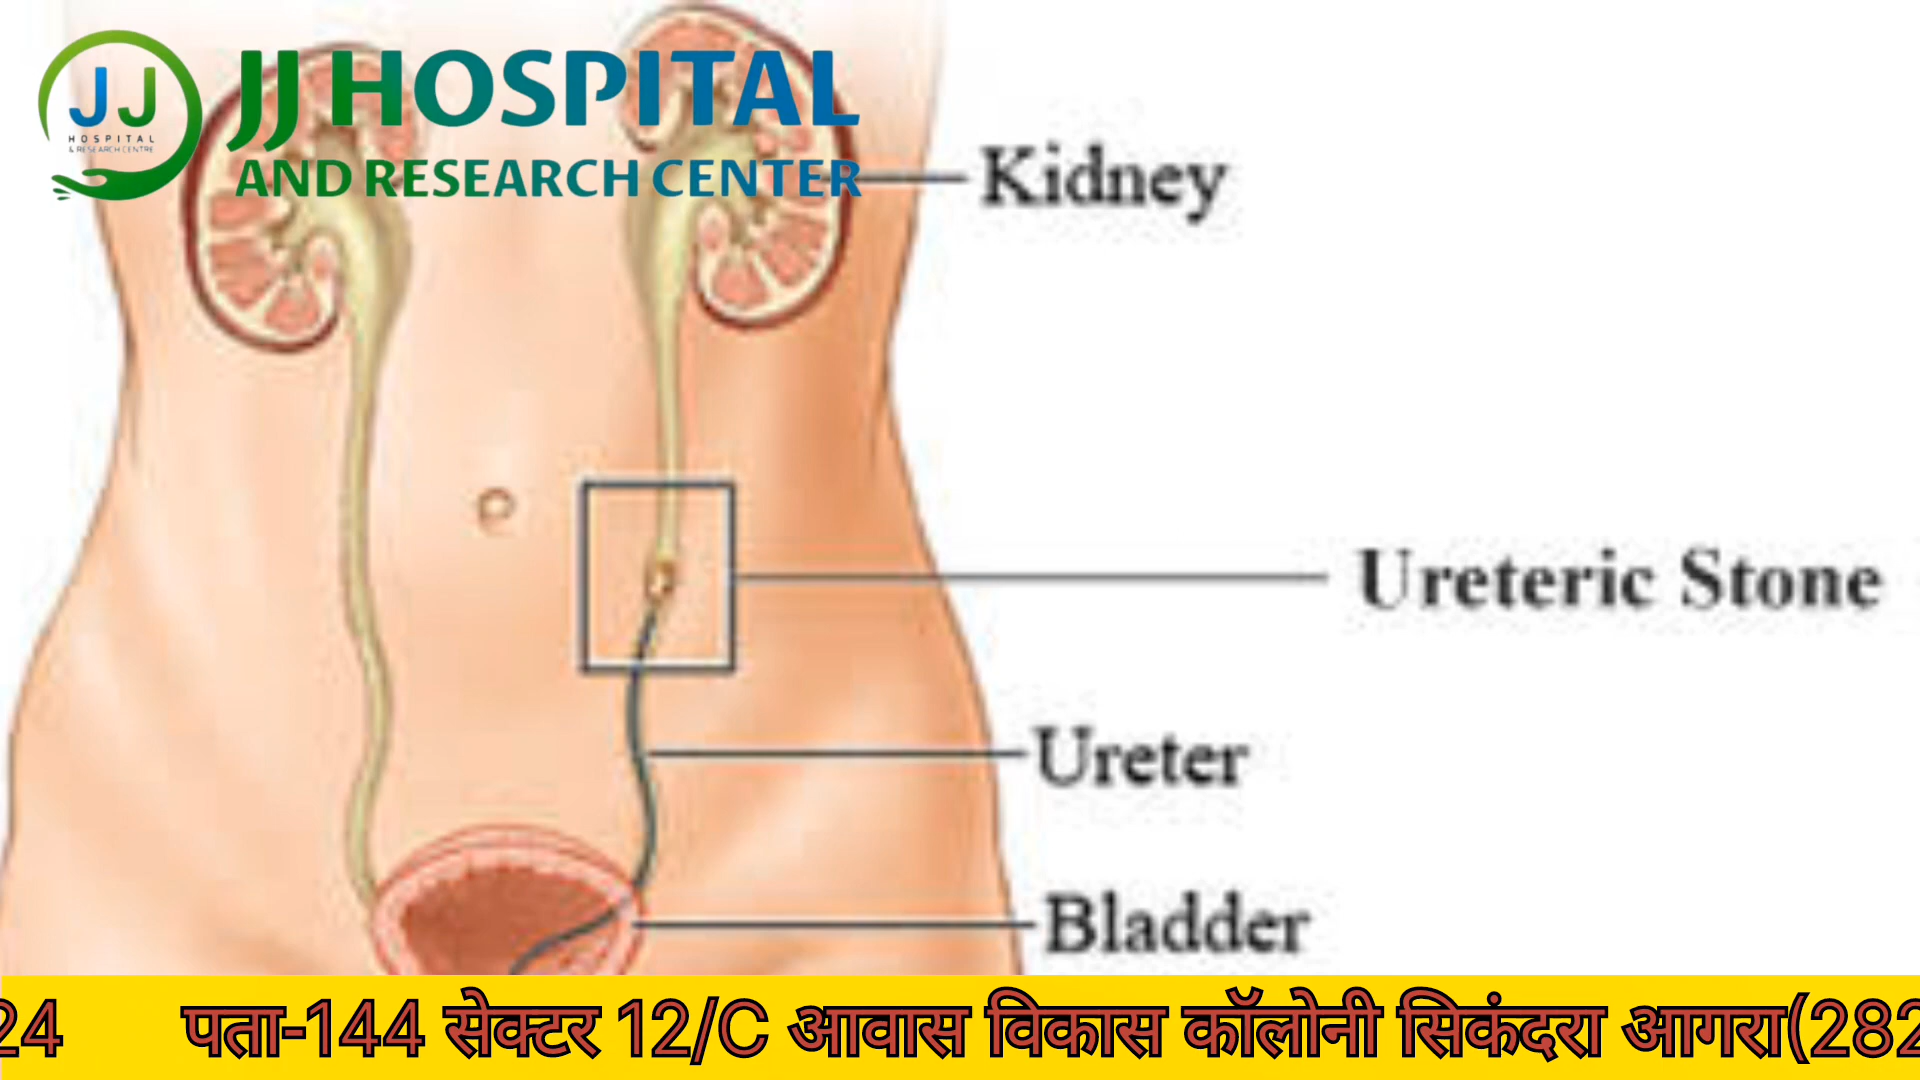 JJ
HOSPITAL
& RESEARCH CENTRE
JJ HOSPITAL
AND RESEARCH CENTER
Kidney
Ureteric Stone
Ureter
Bladder
24 पता-144 सेक्टर 12/C आवास विकास कॉलोनी सिकंदरा आगरा(282